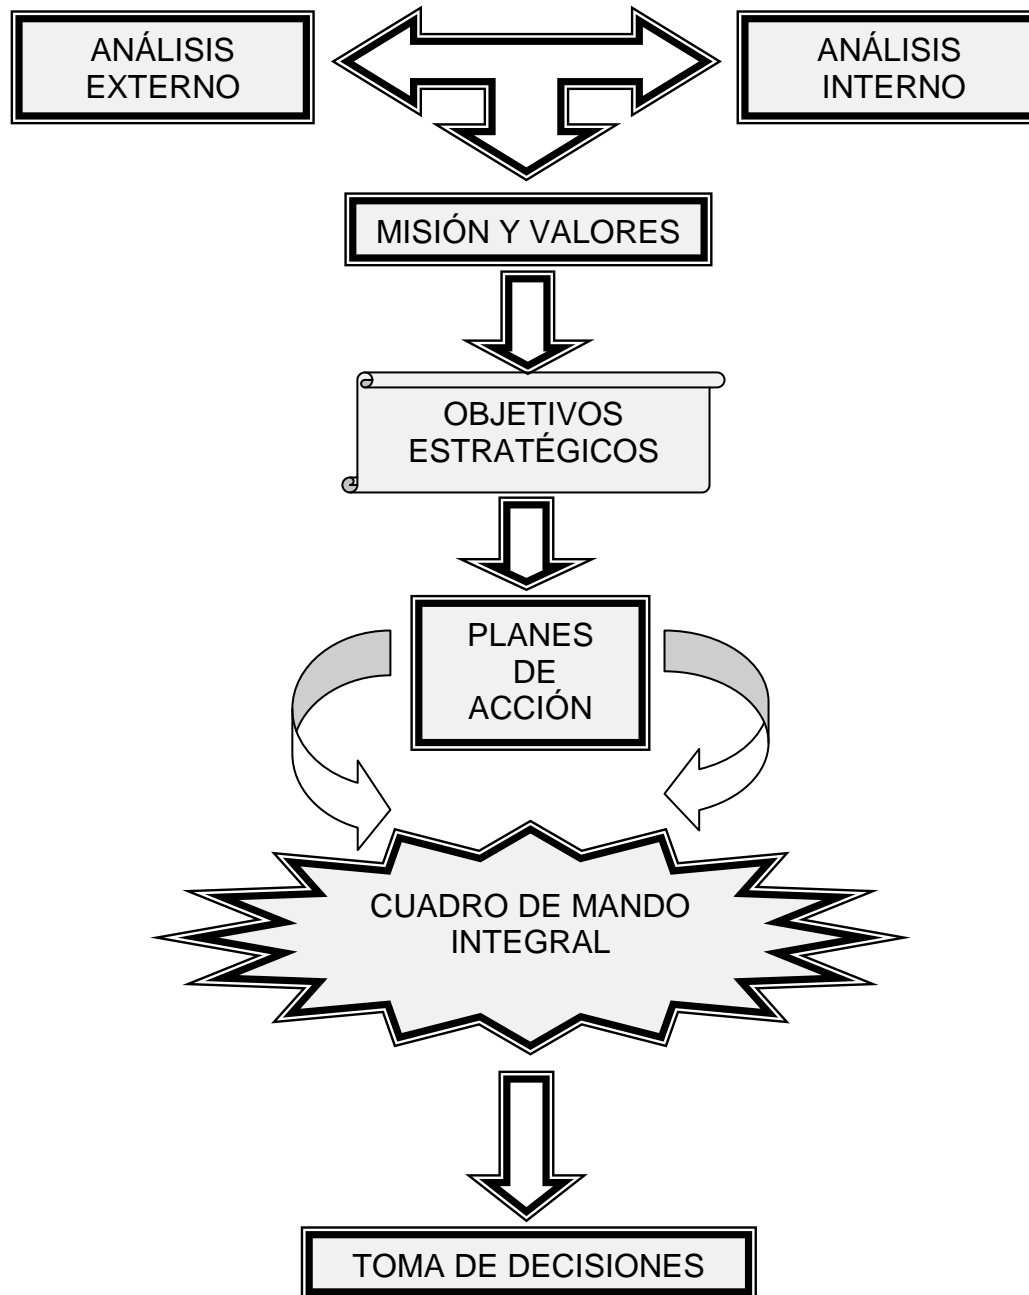 ANÁLISIS
EXTERNO
ANÁLISIS
INTERNO
MISIÓN Y VALORES
OBJETIVOS
ESTRATÉGICOS
PLANES
DE
ACCIÓN
CUADRO DE MANDO
INTEGRAL
TOMA DE DECISIONES